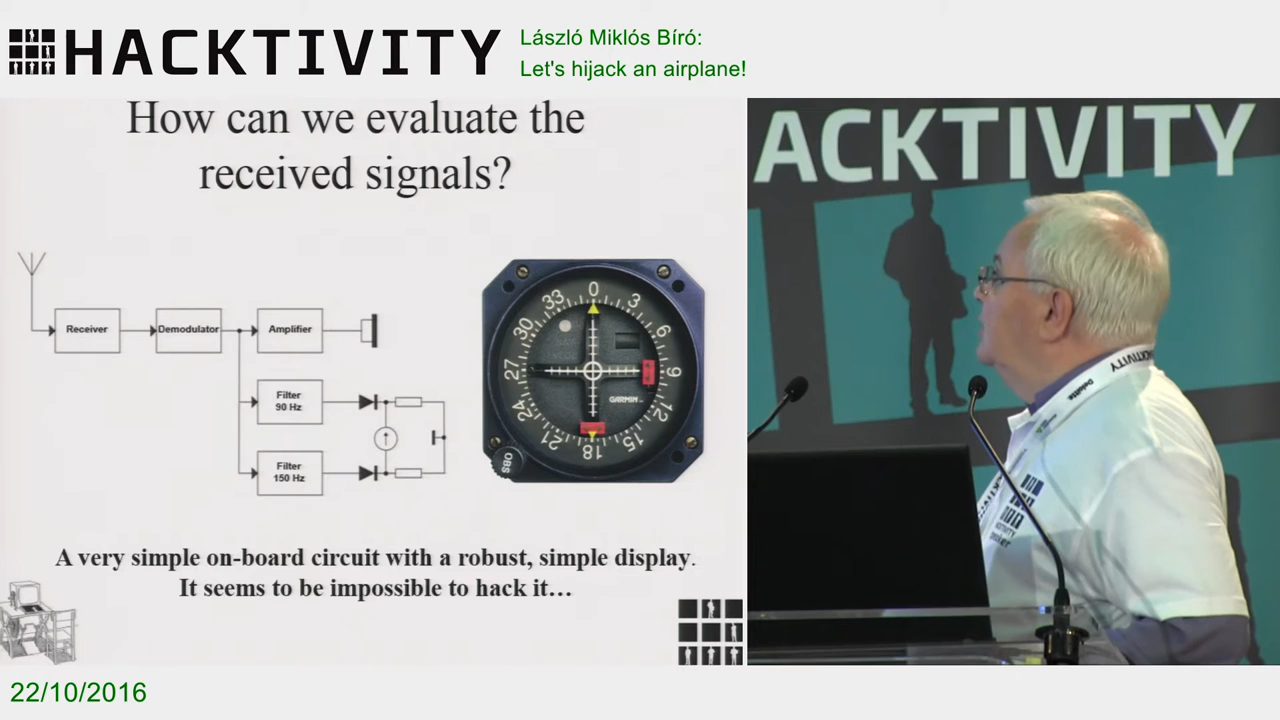 HACKTIVITY
László Miklós Bíró:
Let's hijack an airplane!
How can we evaluate the
received signals?
Receiver
Demodulator
Amplifier
Filter
90 Hz
Filter
150 Hz
0
3
6
9
12
15
18
21
24
27
30
33
GARMIN
OBS
A very simple on-board circuit with a robust, simple display.
It seems to be impossible to hack it…
ACKTIVITY
HACKTIVITY
Deloitte
22/10/2016